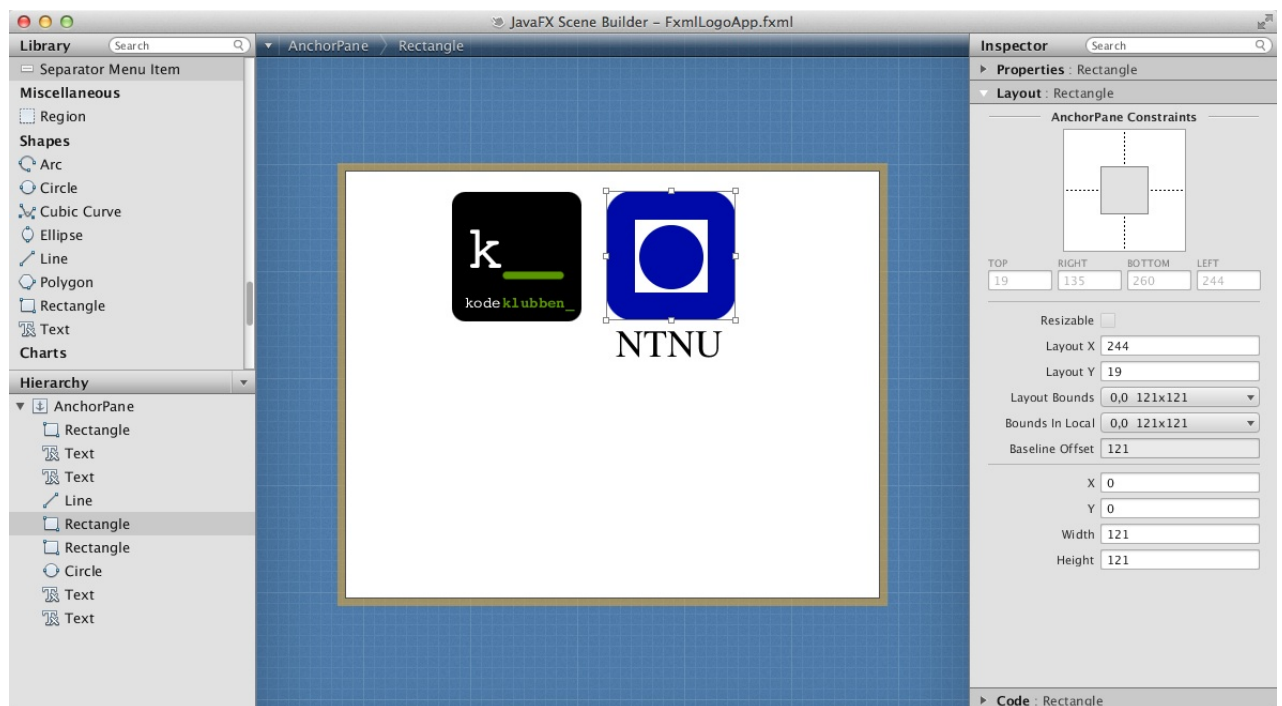 JavaFX Scene Builder – FxmlLogoApp.fxml
Library Search
Separator Menu Item
Miscellaneous
Region
Shapes
Arc
Circle
Cubic Curve
Ellipse
Line
Polygon
Rectangle
Text
Charts
Hierarchy
AnchorPane
Rectangle
Text
Text
Line
Rectangle
Rectangle
Circle
Text
Text
AnchorPane Rectangle
k_
kodeklubben_
NTNU
Inspector Search
Properties : Rectangle
Layout : Rectangle
AnchorPane Constraints
TOP RIGHT BOTTOM LEFT
19 135 260 244
Resizable
Layout X 244
Layout Y 19
Layout Bounds 0,0 121x121
Bounds In Local 0,0 121x121
Baseline Offset 121
X 0
Y 0
Width 121
Height 121
Code : Rectangle